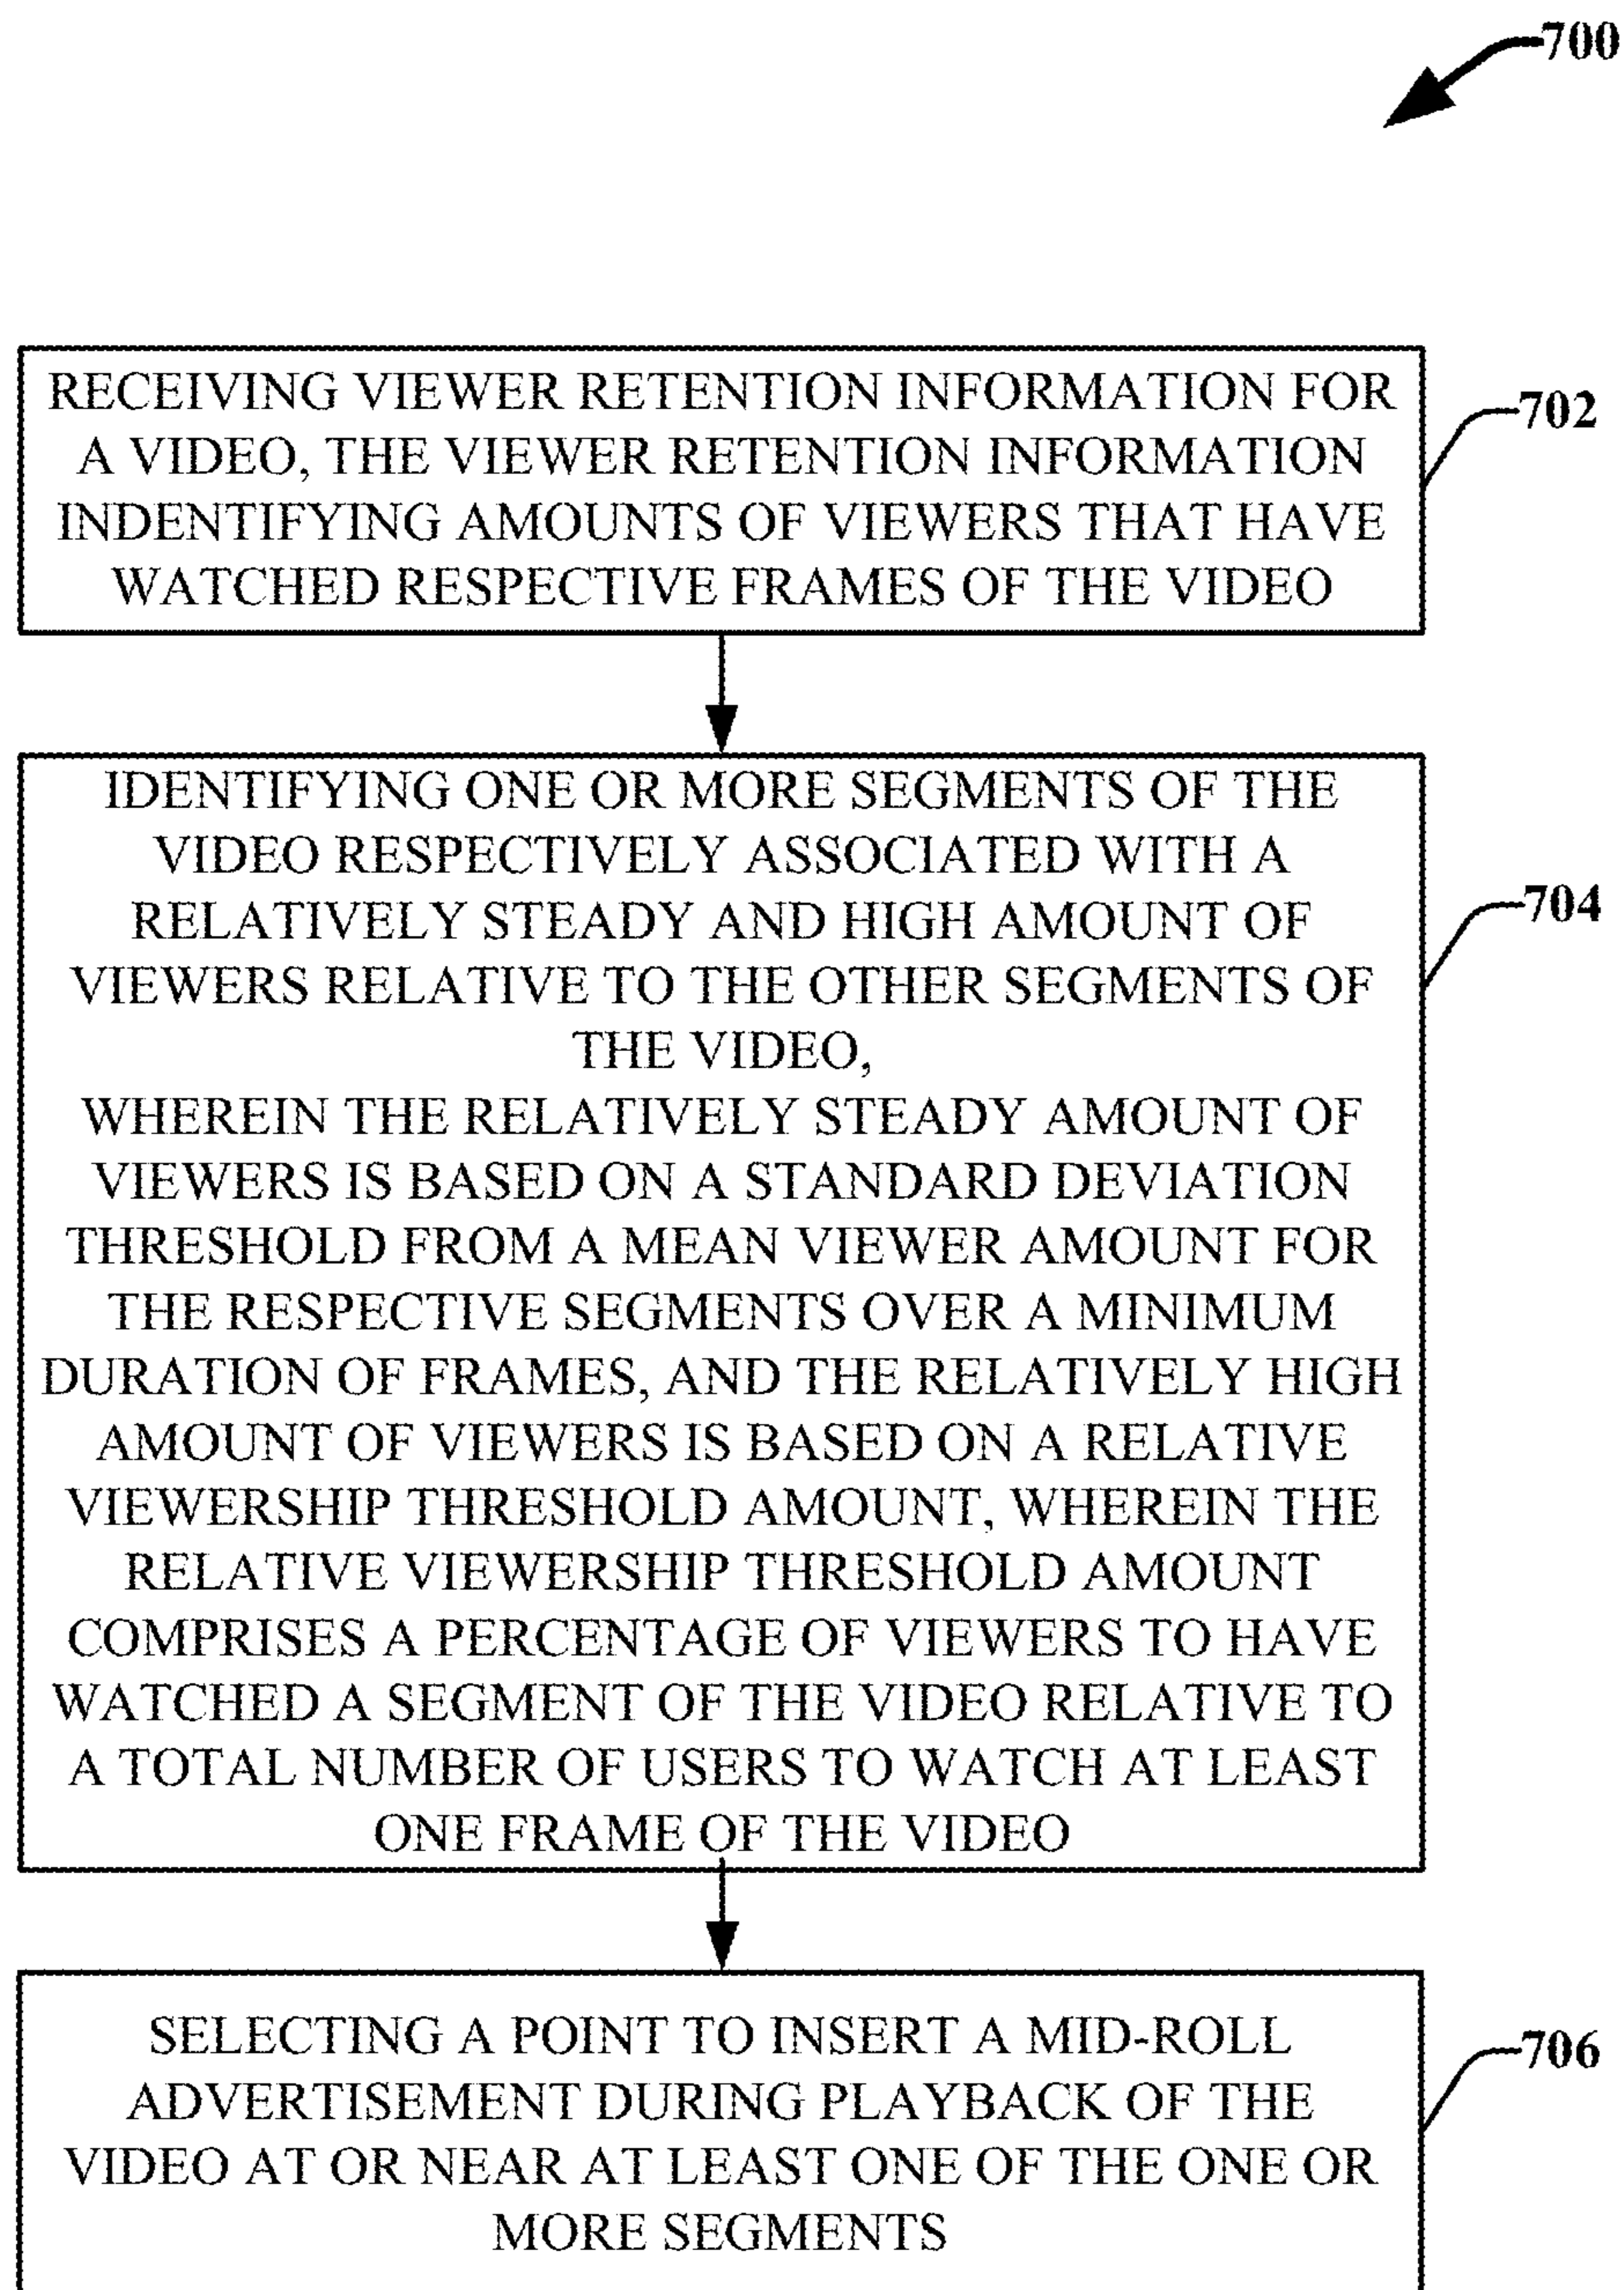 700
RECEIVING VIEWER RETENTION INFORMATION FOR
A VIDEO, THE VIEWER RETENTION INFORMATION
INDENTIFYING AMOUNTS OF VIEWERS THAT HAVE
WATCHED RESPECTIVE FRAMES OF THE VIDEO
702
IDENTIFYING ONE OR MORE SEGMENTS OF THE
VIDEO RESPECTIVELY ASSOCIATED WITH A
RELATIVELY STEADY AND HIGH AMOUNT OF
VIEWERS RELATIVE TO THE OTHER SEGMENTS OF
THE VIDEO,
WHEREIN THE RELATIVELY STEADY AMOUNT OF
VIEWERS IS BASED ON A STANDARD DEVIATION
THRESHOLD FROM A MEAN VIEWER AMOUNT FOR
THE RESPECTIVE SEGMENTS OVER A MINIMUM
DURATION OF FRAMES, AND THE RELATIVELY HIGH
AMOUNT OF VIEWERS IS BASED ON A RELATIVE
VIEWERSHIP THRESHOLD AMOUNT, WHEREIN THE
RELATIVE VIEWERSHIP THRESHOLD AMOUNT
COMPRISES A PERCENTAGE OF VIEWERS TO HAVE
WATCHED A SEGMENT OF THE VIDEO RELATIVE TO
A TOTAL NUMBER OF USERS TO WATCH AT LEAST
ONE FRAME OF THE VIDEO
704
SELECTING A POINT TO INSERT A MID-ROLL
ADVERTISEMENT DURING PLAYBACK OF THE
VIDEO AT OR NEAR AT LEAST ONE OF THE ONE OR
MORE SEGMENTS
706